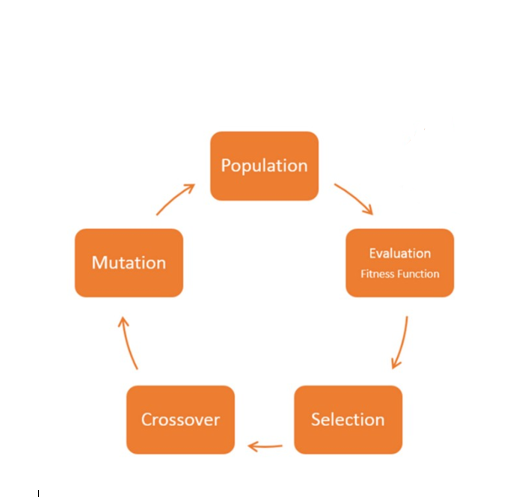 Population
Evaluation
Fitness Function
Selection
Crossover
Mutation